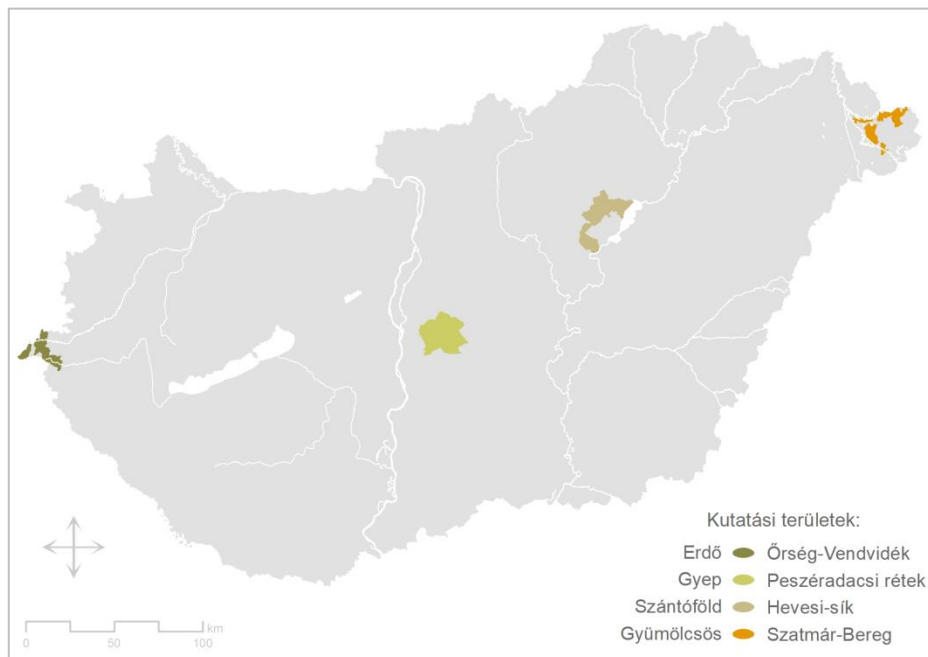 Kutatási területek:
Erdő Őrség-Vendvidék
Gyep Peszéradacsi rétek
Szántóföld Hevesi-sík
Gyümölcsös Szatmár-Bereg
km
0 50 100